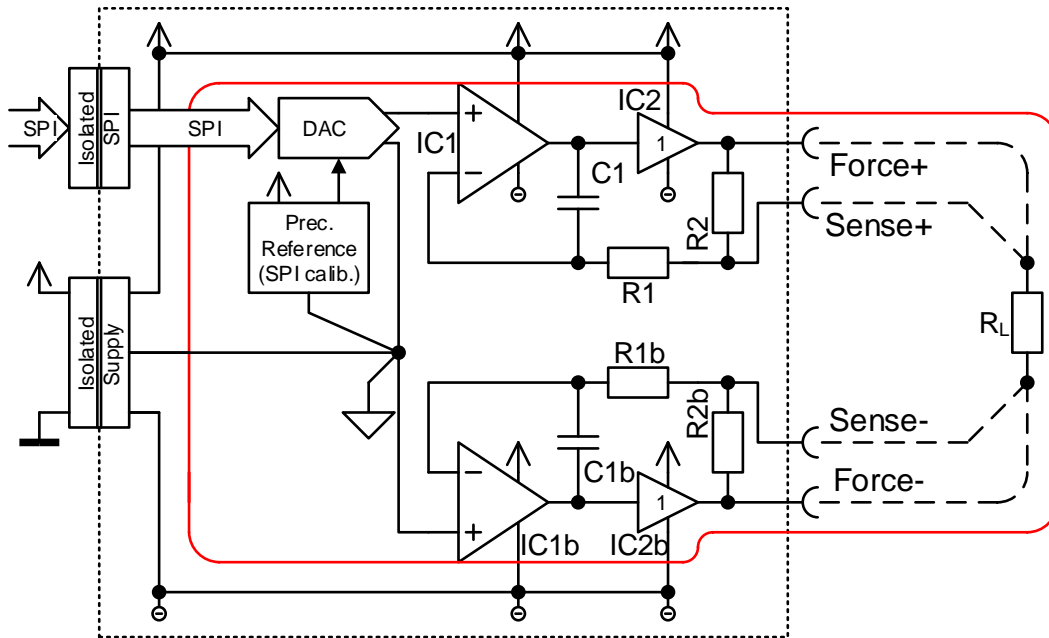 SPI
Isolated
SPI
SPI
DAC
+
−
IC1
IC2
1
C1
R2
R1
Force+
Sense+
Prec.
Reference
(SPI calib.)
Isolated
Supply
RL
R1b
R2b
C1b
−
+
1
IC1b
IC2b
Sense-
Force-